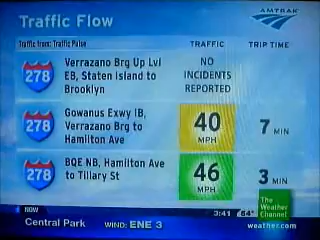 Traffic Flow
AMTRAK
Traffic from: Traffic Pulse
TRAFFIC
TRIP TIME
278
Verrazano Brg Up Lvl
EB, Staten Island to
Brooklyn
NO
INCIDENTS
REPORTED
278
Gowanus Exwy IB,
Verrazano Brg to
Hamilton Ave
40
MPH
7 MIN
278
BQE NB, Hamilton Ave
to Tillary St
46
MPH
3 MIN
The
Weather
Channel
NOW
3:41 84°
Central Park
WIND: ENE 3
weather.com